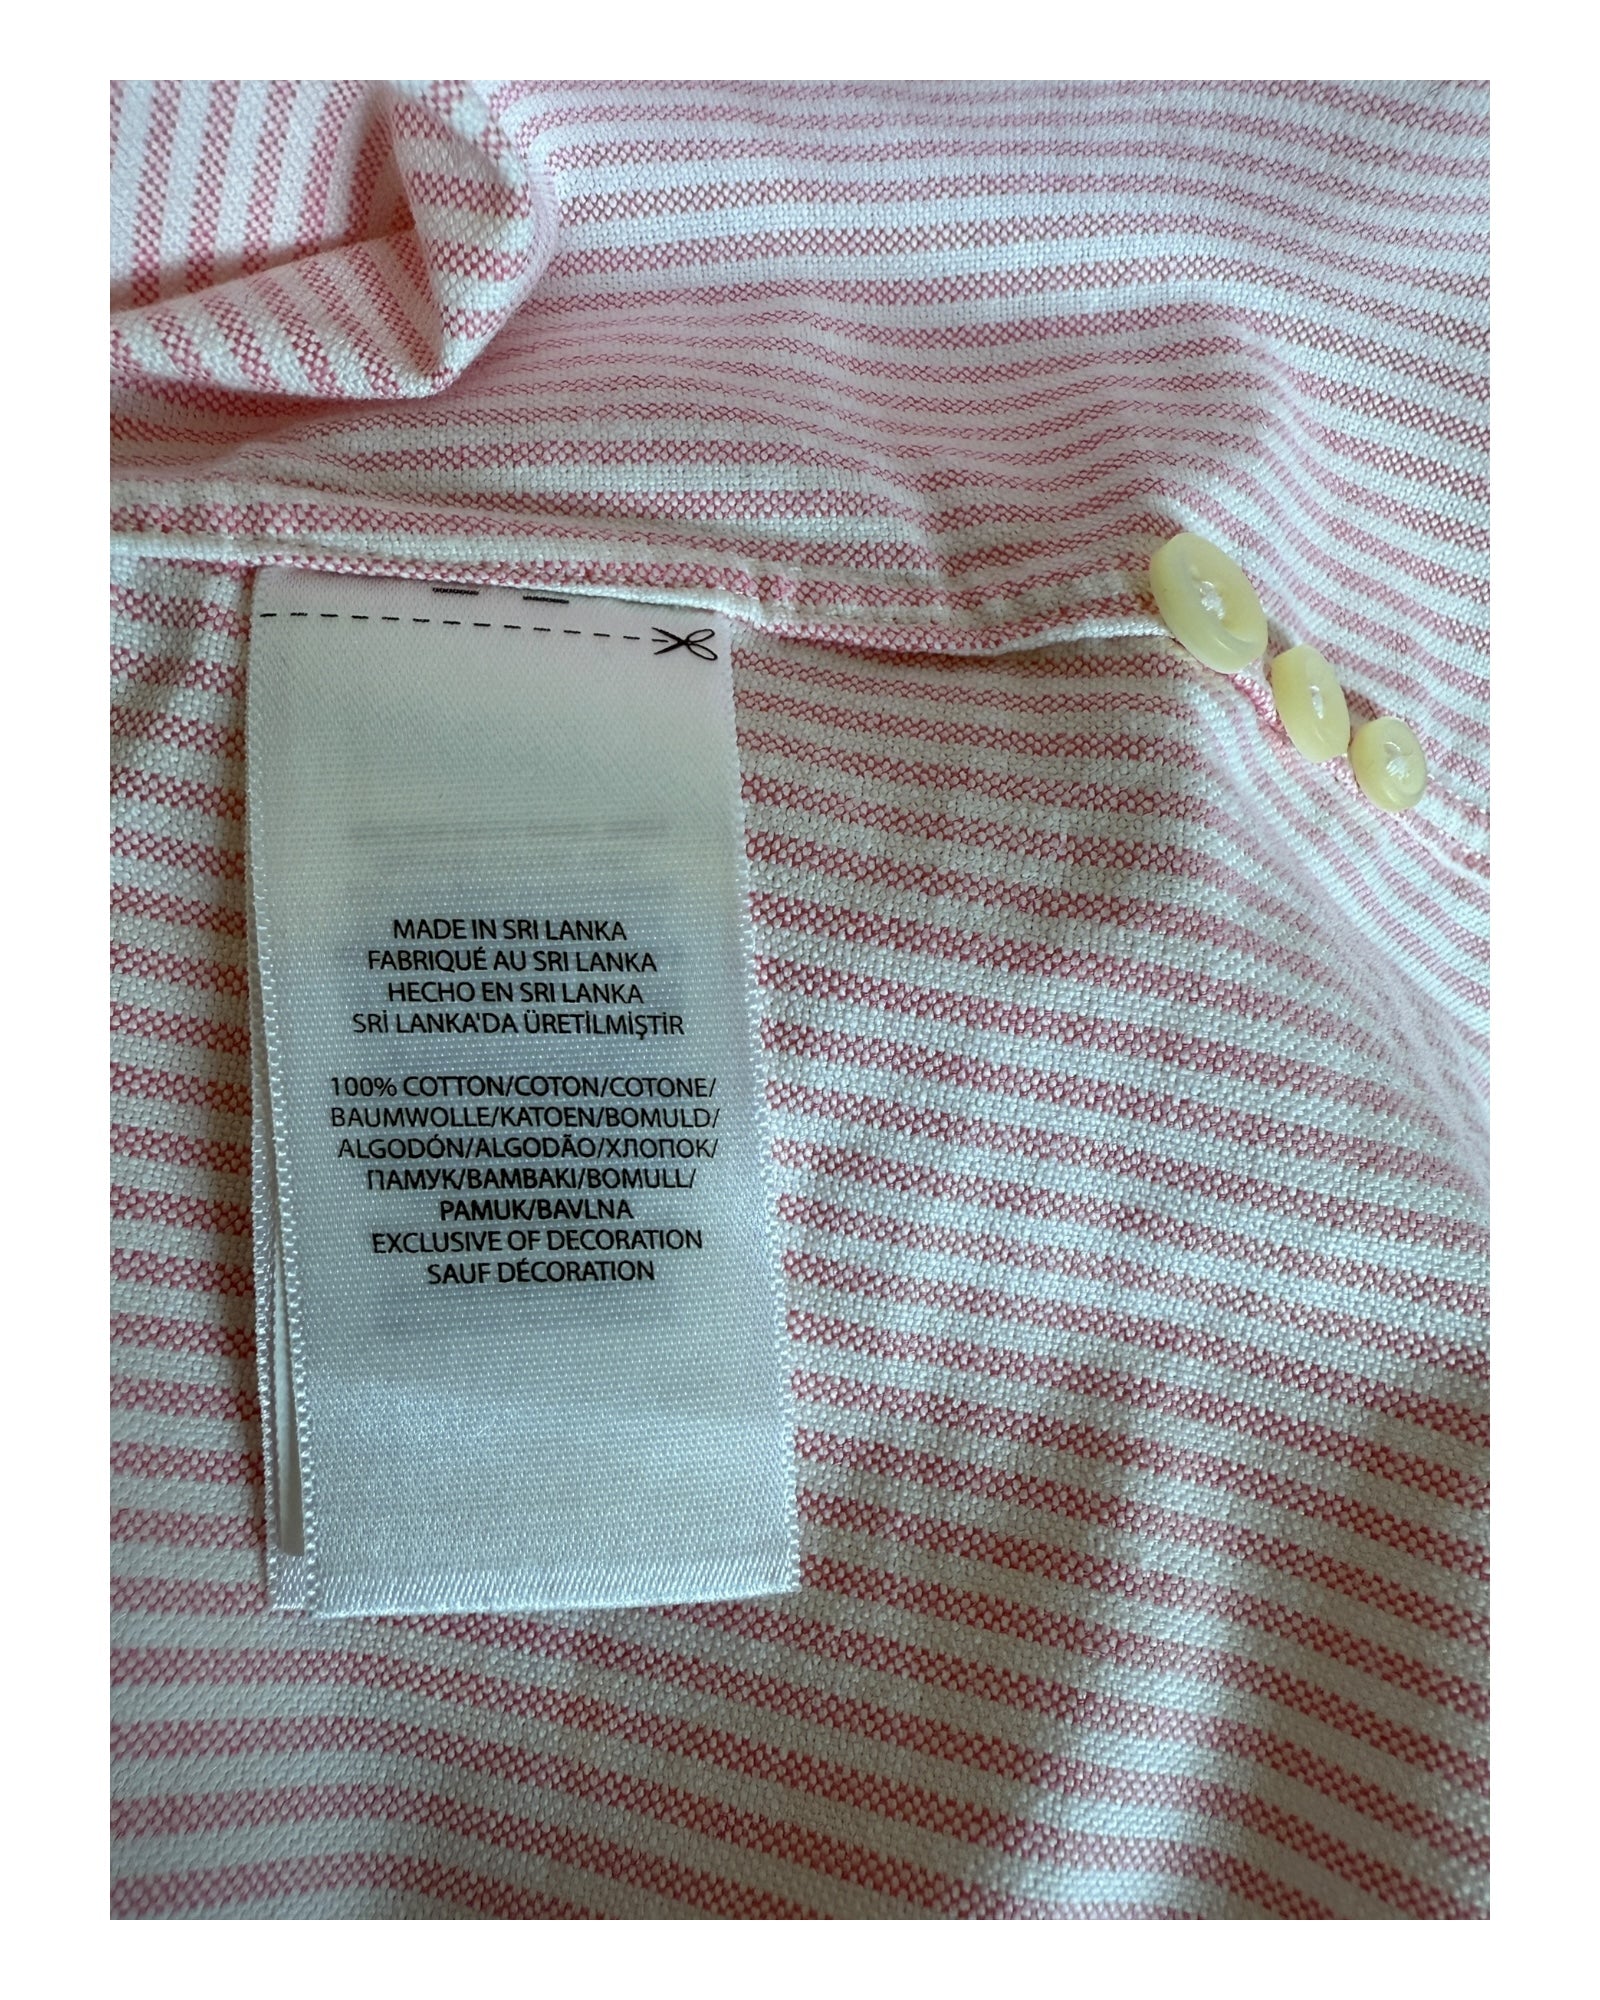 MADE IN SRI LANKA
FABRIQUÉ AU SRI LANKA
HECHO EN SRI LANKA
SRİ LANKA'DA ÜRETİLMİŞTİR
100% COTTON/COTON/COTONE/
BAUMWOLLE/KATOEN/BOMULD/
ALGODÓN/ALGODÃO/ХЛОПОК/
ПАМУК/BAMBAKI/BOMULL/
PAMUK/BAVLNA
EXCLUSIVE OF DECORATION
SAUF DÉCORATION